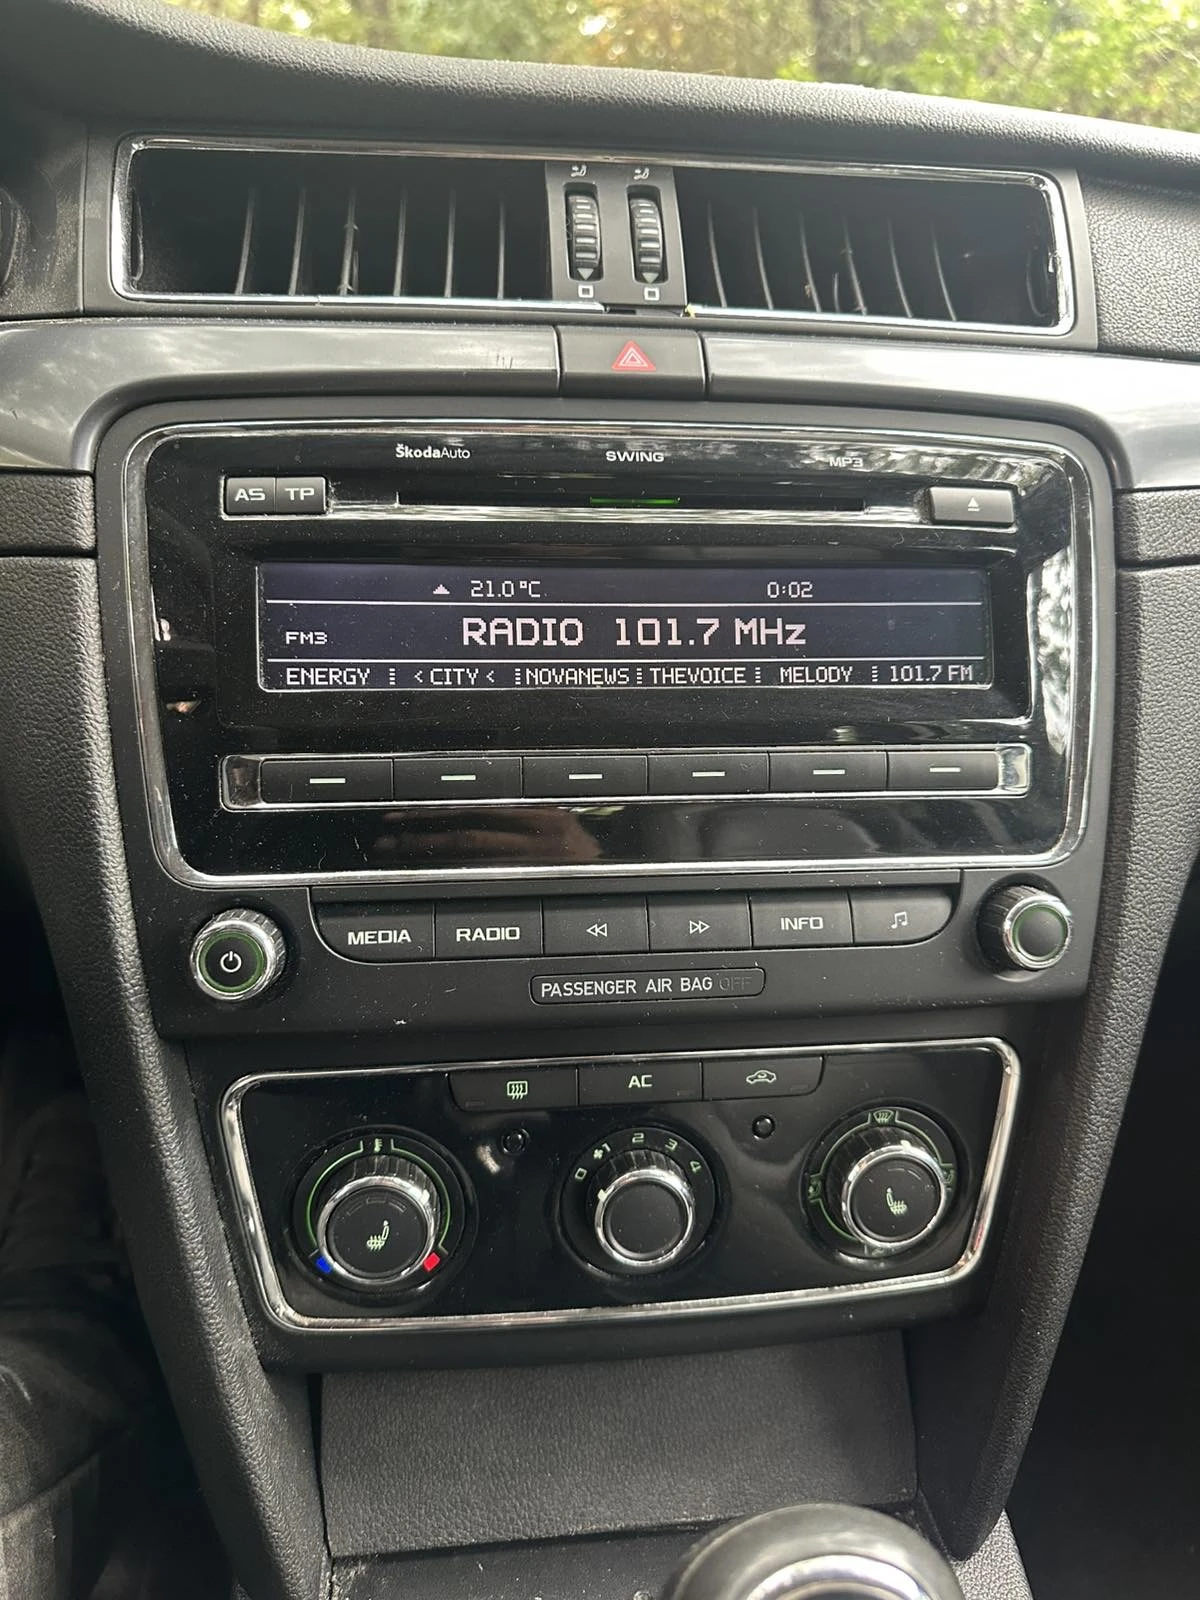 ŠkodaAuto SWING MP3
AS TP
21.0°C 0:02
FM3 RADIO 101.7 MHz
ENERGY <CITY< NOVANEWS THEVOICE MELODY 101.7 FM
MEDIA RADIO INFO
PASSENGER AIR BAG OFF
AC
0 1 2 3 4